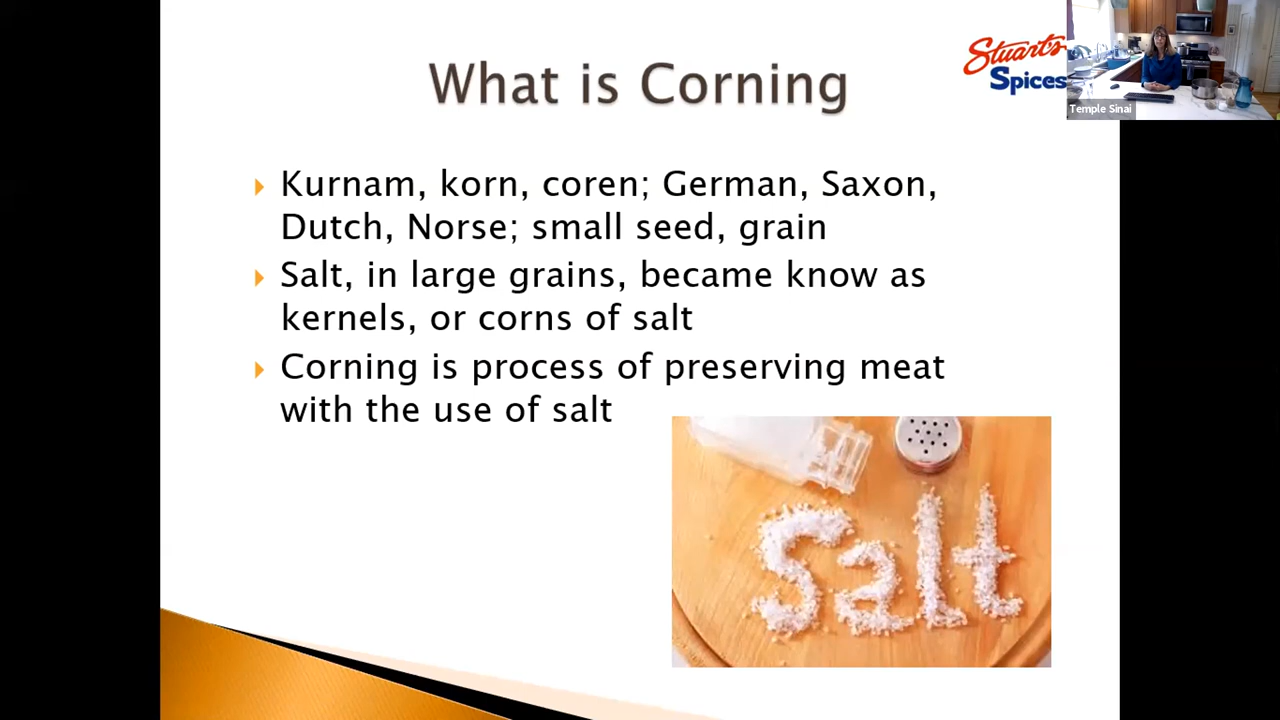 What is Corning
Stuart's
Spices
Temple Sinai
Kurnam, korn, coren; German, Saxon,
Dutch, Norse; small seed, grain
Salt, in large grains, became know as
kernels, or corns of salt
Corning is process of preserving meat
with the use of salt
Salt